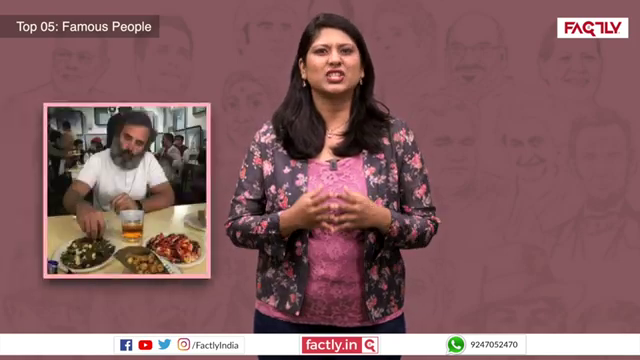 Top 05: Famous People
FACTLY
/FactlyIndia
factly.in
9247052470